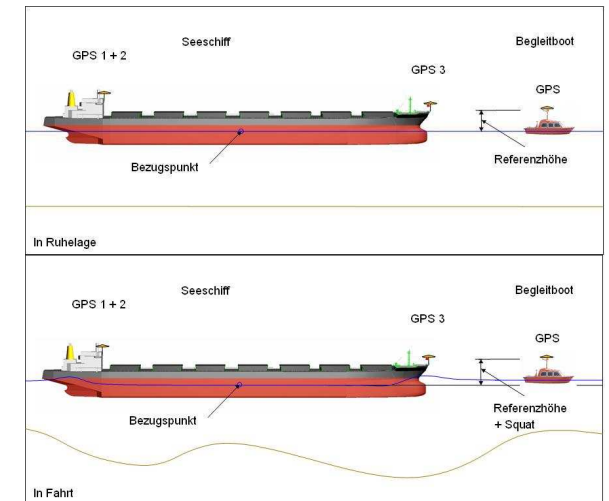 Seeschiff
Begleitboot
GPS 1 + 2
GPS 3
GPS
Bezugspunkt
Referenzhöhe
In Ruhelage
Seeschiff
Begleitboot
GPS 1 + 2
GPS 3
GPS
Bezugspunkt
Referenzhöhe
+ Squat
In Fahrt